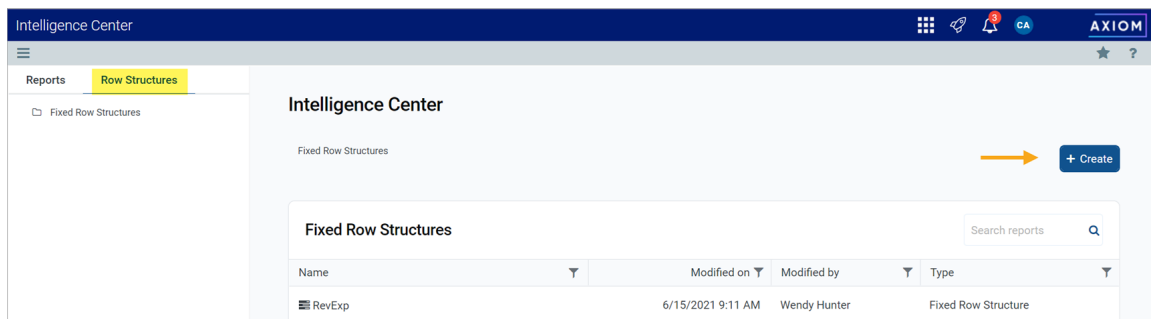 Intelligence Center 3 CA AXIOM
?
Reports Row Structures
Fixed Row Structures
Intelligence Center
Fixed Row Structures
+ Create
Fixed Row Structures Search reports
Name Modified on Modified by Type
RevExp 6/15/2021 9:11 AM Wendy Hunter Fixed Row Structure